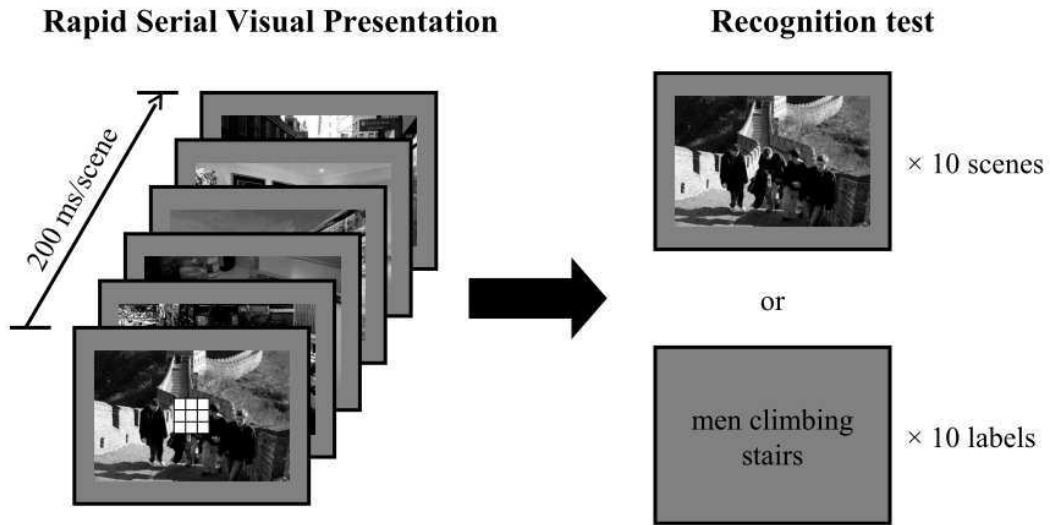 Rapid Serial Visual Presentation
Recognition test
200 ms/scene
× 10 scenes
or
men climbing
stairs
× 10 labels